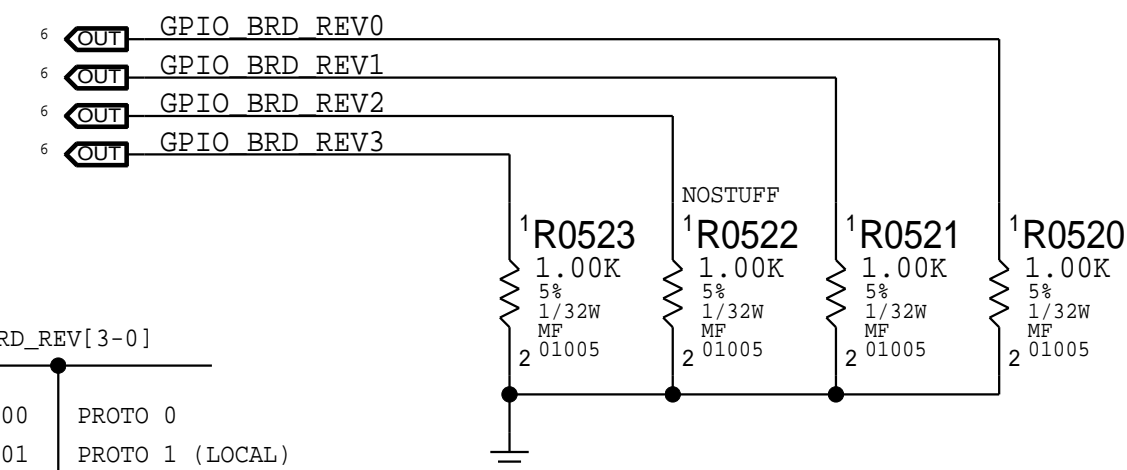 6 OUT GPIO_BRD_REV0
6 OUT GPIO_BRD_REV1
6 OUT GPIO_BRD_REV2
6 OUT GPIO_BRD_REV3
NOSTUFF
1 R0523 1 R0522 1 R0521 1 R0520
1.00K 1.00K 1.00K 1.00K
5% 5% 5% 5%
1/32W 1/32W 1/32W 1/32W
MF MF MF MF
2 01005 2 01005 2 01005 2 01005
RD_REV[3-0]
00 PROTO 0
01 PROTO 1 (LOCAL)